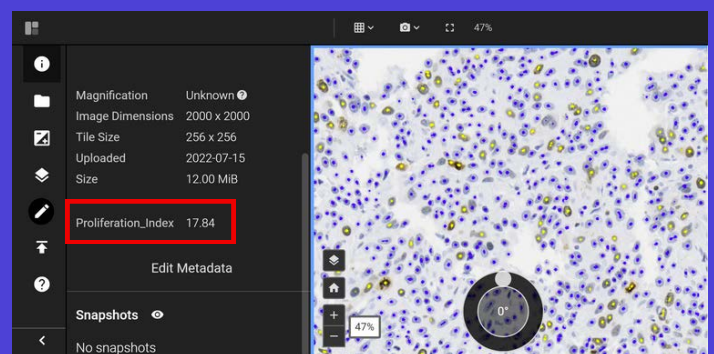 47%
Magnification Unknown
Image Dimensions 2000 x 2000
Tile Size 256 x 256
Uploaded 2022-07-15
Size 12.00 MiB
Proliferation_Index 17.84
Edit Metadata
Snapshots
No snapshots
0°
47%